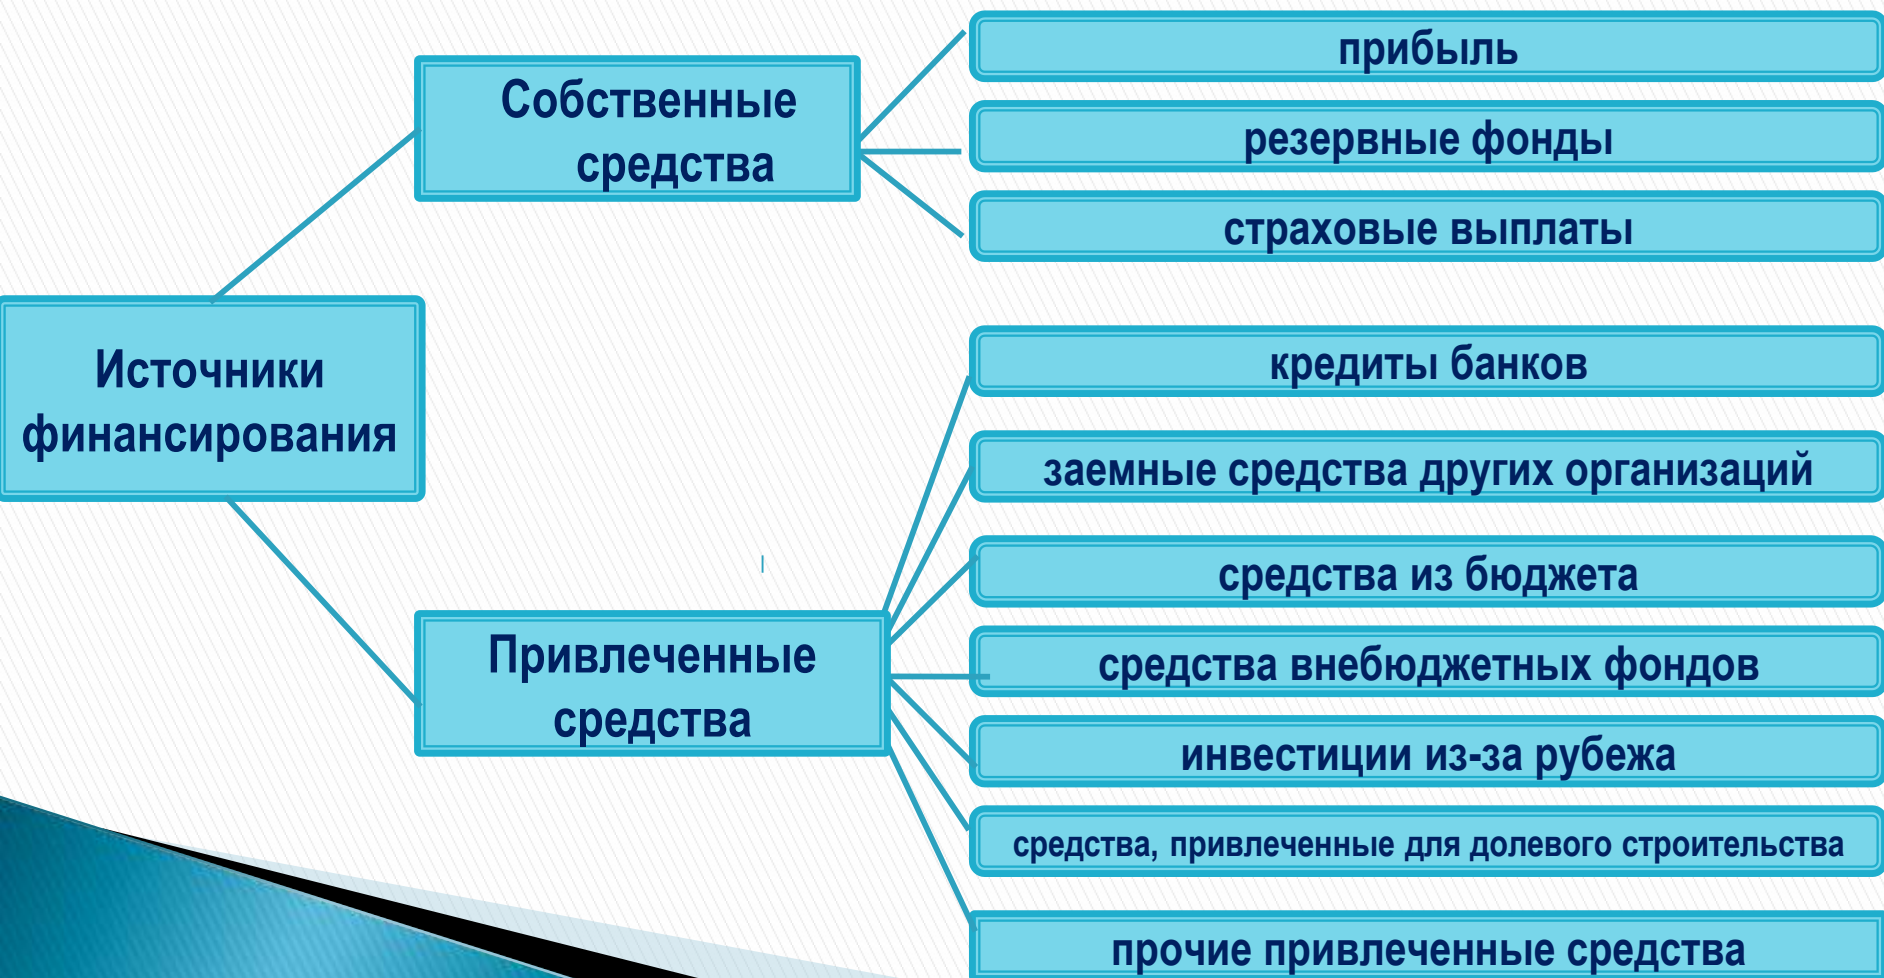 Источники
финансирования
Собственные
средства
прибыль
резервные фонды
страховые выплаты
Привлеченные
средства
кредиты банков
заемные средства других организаций
средства из бюджета
средства внебюджетных фондов
инвестиции из-за рубежа
средства, привлеченные для долевого строительства
прочие привлеченные средства